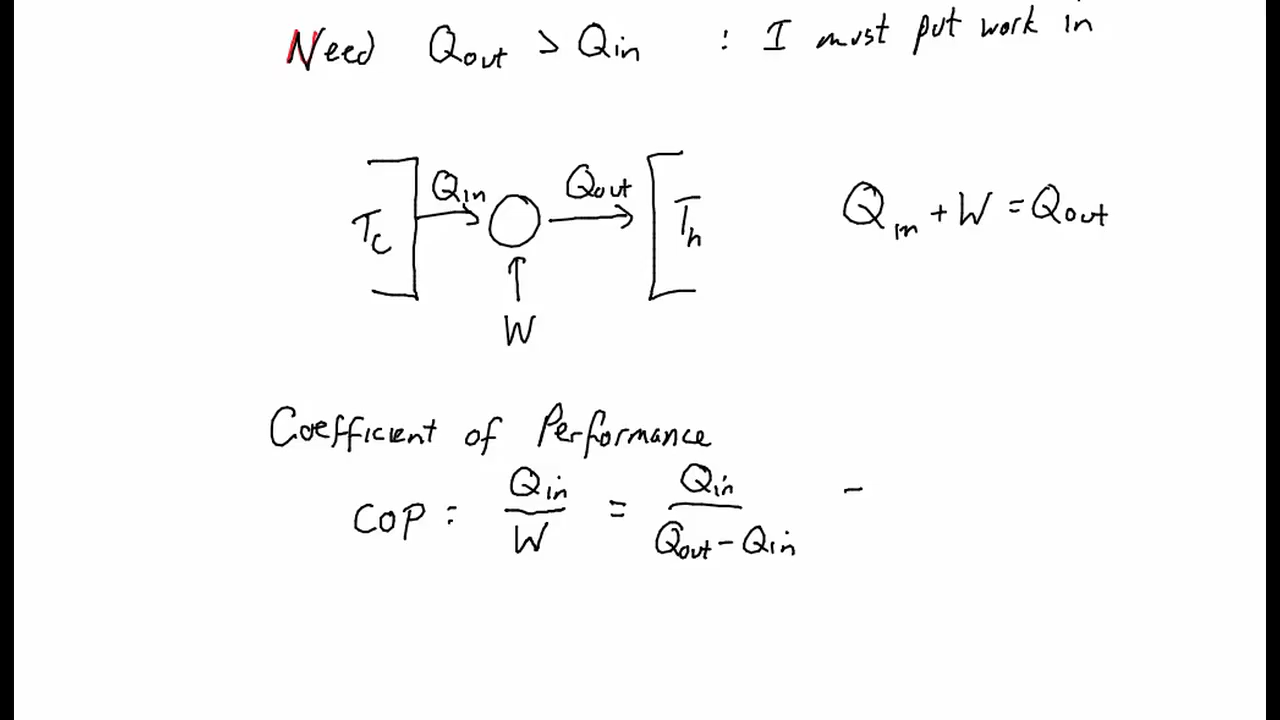 Need Qout > Qin : I must put work in
Qin Qout
Tc Th Qin + W = Qout
W
Coefficient of Performance
COP = Qin/W = Qin/(Qout - Qin) -